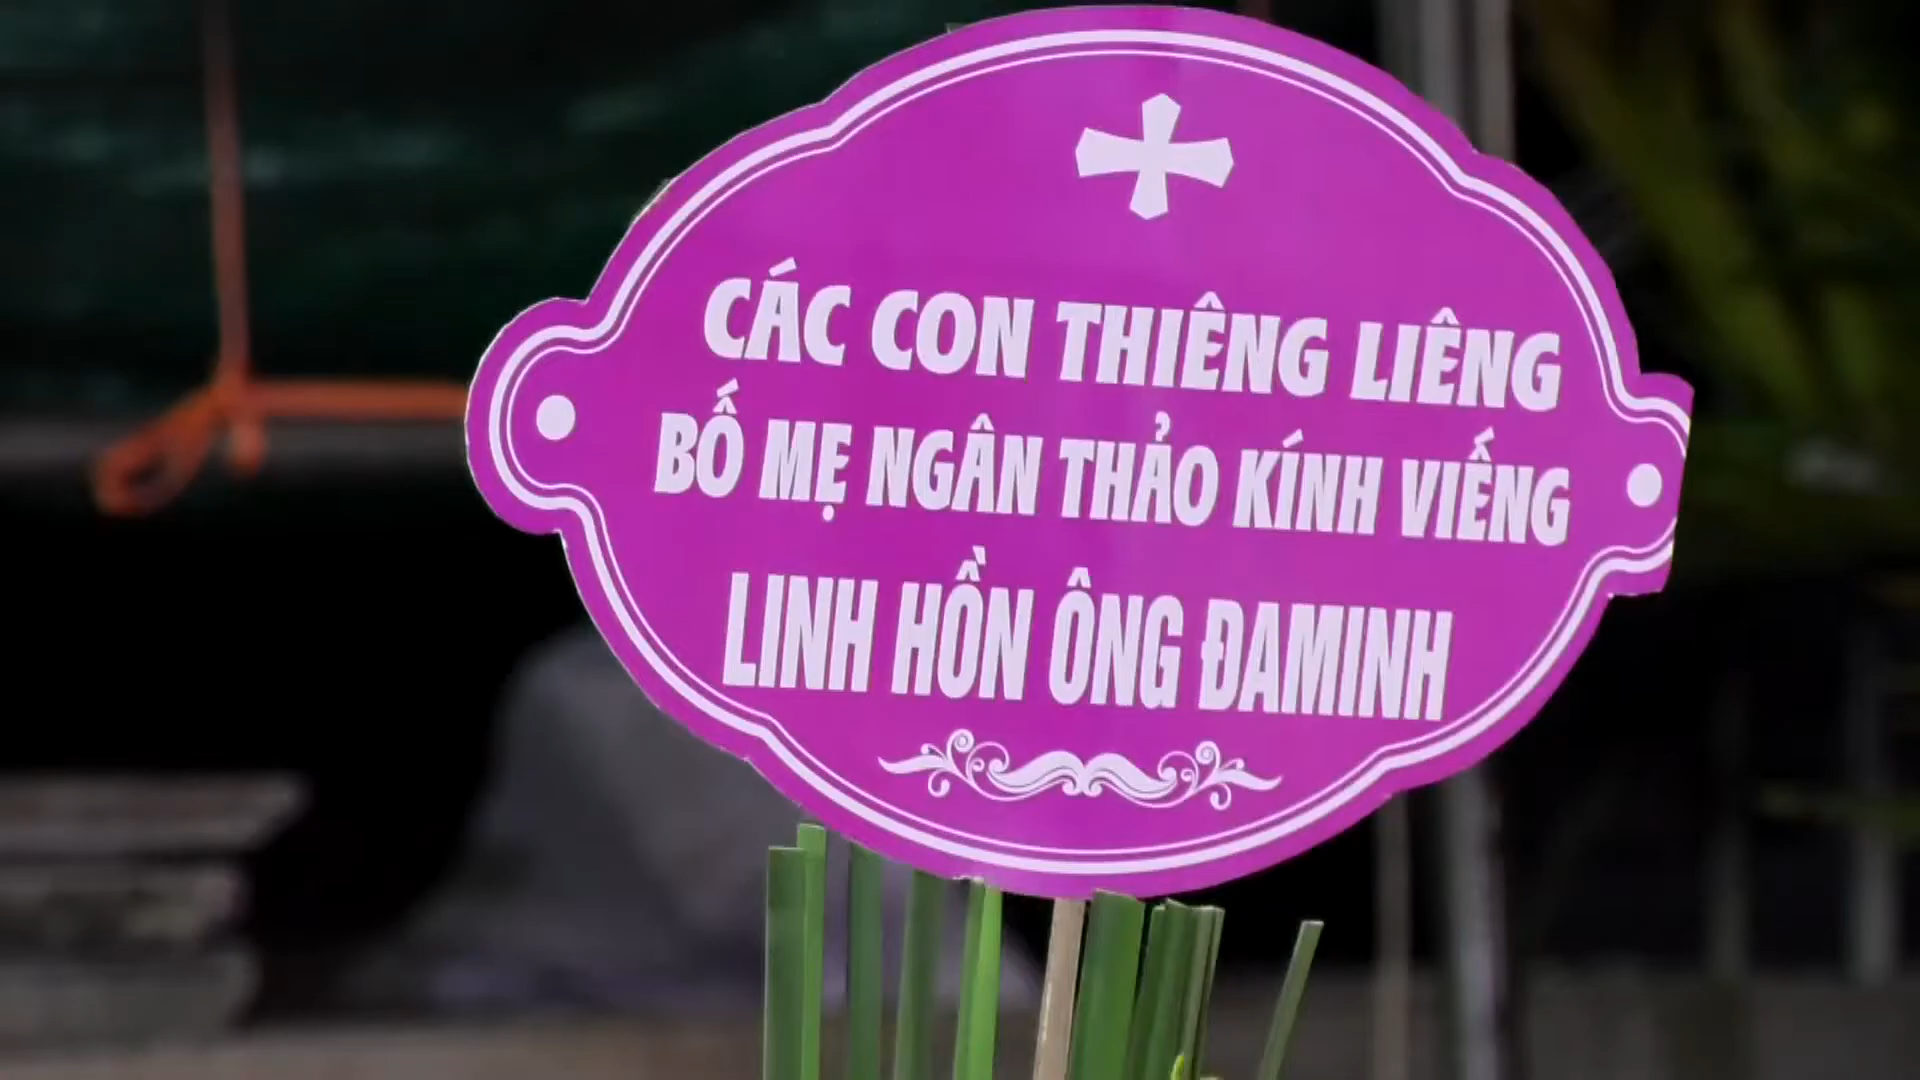 CÁC CON THIÊNG LIÊNG
BỐ MẸ NGÂN THẢO KÍNH VIẾNG
LINH HỒN ÔNG ĐAMINH